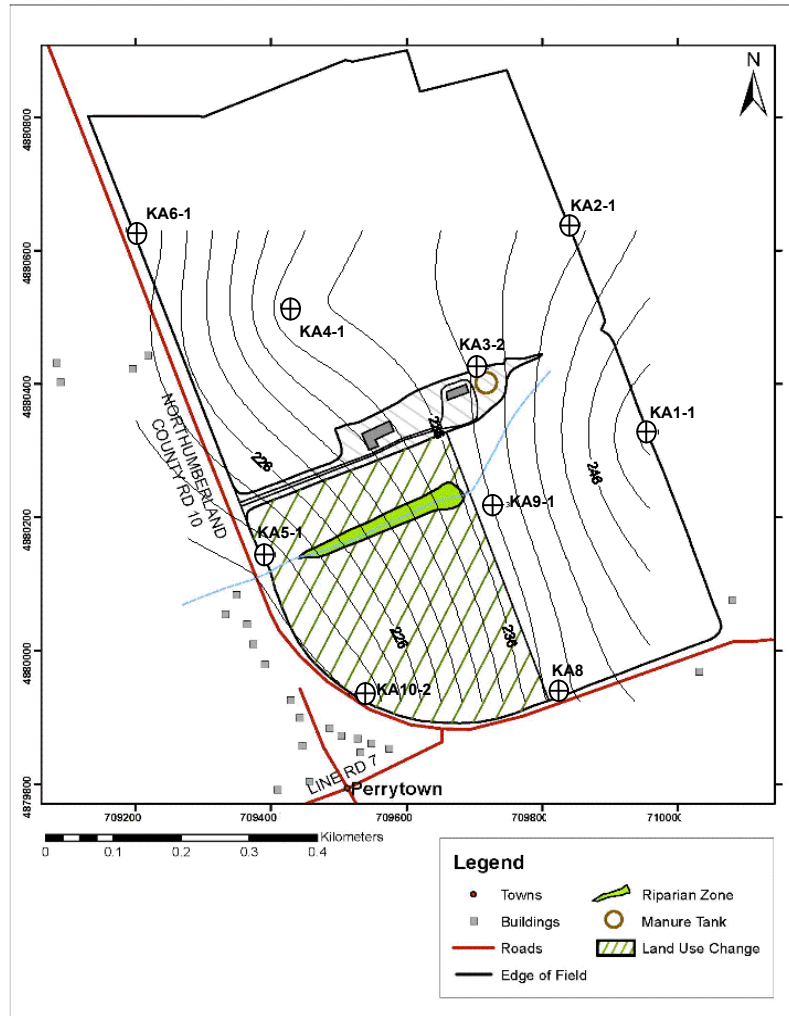 N
4880800
4880600
4880400
4880200
4880000
4879800
KA6-1
KA2-1
KA4-1
KA3-2
KA1-1
NORTHUMBERLAND
COUNTY RD 10
226
246
KA9-1
KA5-1
226
236
KA8
KA10-2
LINE RD 7
Perrytown
709200
709400
709600
709800
71000
Kilometers
0
0.1
0.2
0.3
0.4
Legend
Towns
Riparian Zone
Buildings
Manure Tank
Roads
Land Use Change
Edge of Field